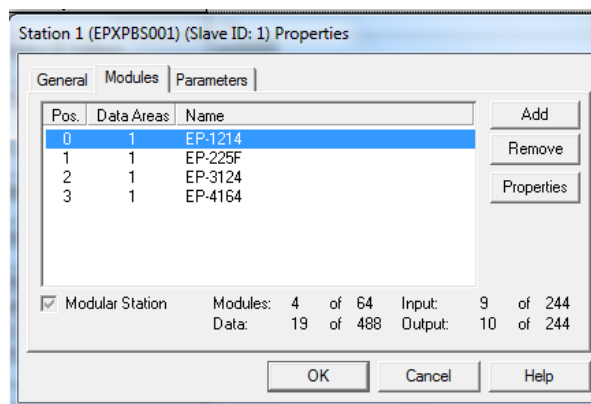 Station 1 (EPXPBS001) (Slave ID: 1) Properties
General Modules Parameters
Pos. Data Areas Name
0 1 EP-1214
1 1 EP-225F
2 1 EP-3124
3 1 EP-4164
Add
Remove
Properties
Modular Station Modules: 4 of 64 Input: 9 of 244
Data: 19 of 488 Output: 10 of 244
OK Cancel Help